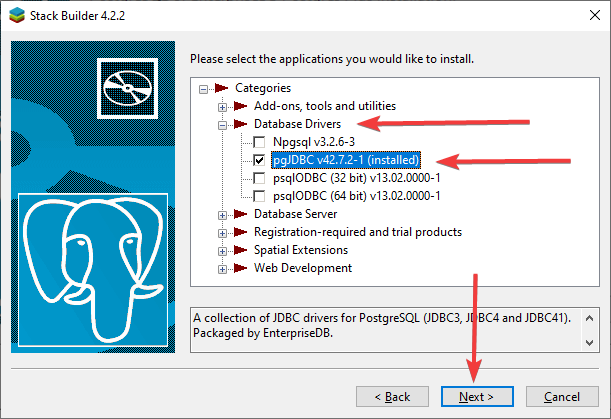 Stack Builder 4.2.2
Please select the applications you would like to install.
Categories
Add-ons, tools and utilities
Database Drivers
Npgsql v3.2.6-3
pgJDBC v42.7.2-1 (installed)
psqlODBC (32 bit) v13.02.0000-1
psqlODBC (64 bit) v13.02.0000-1
Database Server
Registration-required and trial products
Spatial Extensions
Web Development
A collection of JDBC drivers for PostgreSQL (JDBC3, JDBC4 and JDBC41).
Packaged by EnterpriseDB.
< Back
Next >
Cancel